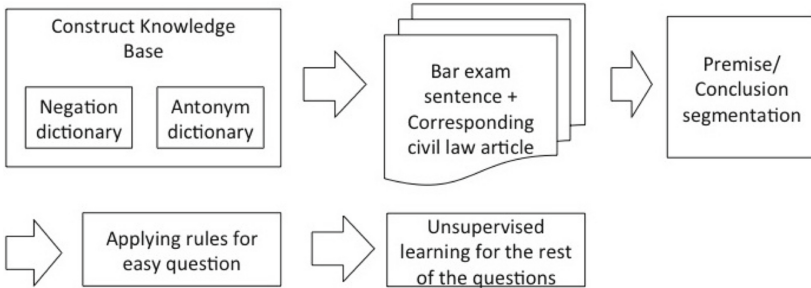 Construct Knowledge
Base
Negation
dictionary
Antonym
dictionary
Bar exam
sentence +
Corresponding
civil law article
Premise/
Conclusion
segmentation
Applying rules for
easy question
Unsupervised
learning for the rest
of the questions